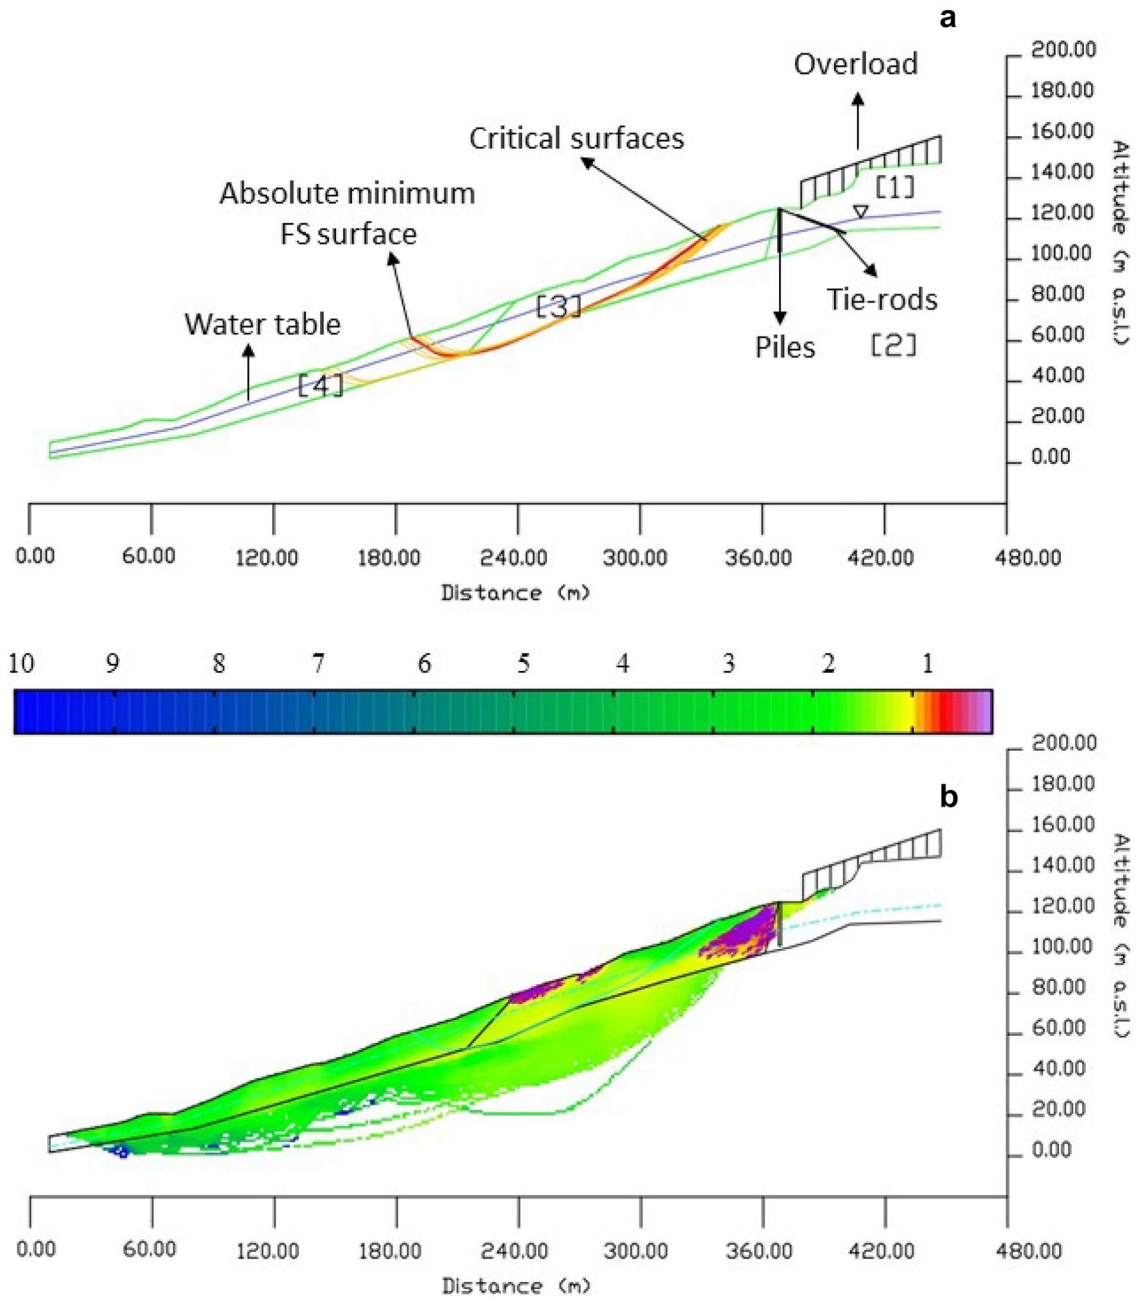 a
Overload
Critical surfaces
Absolute minimum
FS surface
Water table
[1]
[3]
[4]
Tie-rods
Piles
[2]
200.00
180.00
160.00
140.00
120.00
100.00
80.00
60.00
40.00
20.00
0.00
Altitude (m a.s.l.)
0.00 60.00 120.00 180.00 240.00 300.00 360.00 420.00 480.00
Distance (m)
10 9 8 7 6 5 4 3 2 1
b
200.00
180.00
160.00
140.00
120.00
100.00
80.00
60.00
40.00
20.00
0.00
Altitude (m a.s.l.)
0.00 60.00 120.00 180.00 240.00 300.00 360.00 420.00 480.00
Distance (m)